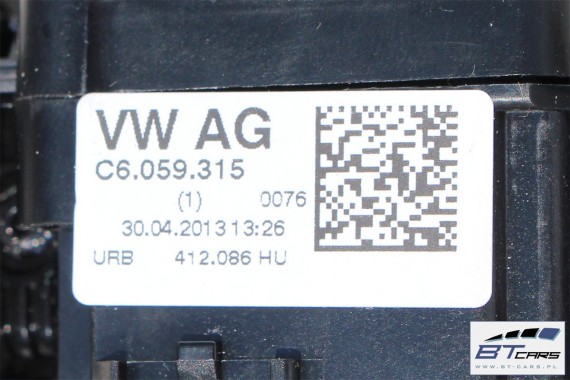 VW AG
C6.059.315
(1) 0076
30.04.2013 13:26
URB 412.086 HU
BT CARS
WWW.BT-CARS.PL